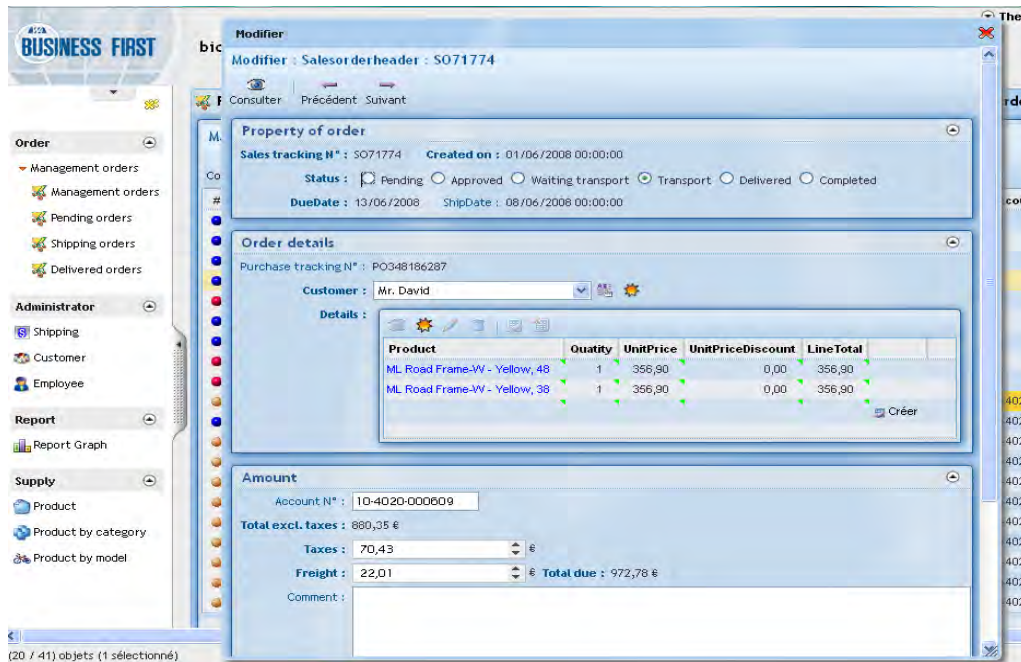 The
BUSINESS FIRST
Modifier
Modifier : Salesorderheader : SO71774
Consulter Précédent Suivant
Order
Management orders
Management orders
Pending orders
Shipping orders
Delivered orders
Administrator
Shipping
Customer
Employee
Report
Report Graph
Supply
Product
Product by category
Product by model
#
Property of order
Sales tracking N° : SO71774 Created on : 01/06/2008 00:00:00
Status : Pending Approved Waiting transport Transport Delivered Completed
DueDate : 13/06/2008 ShipDate : 08/06/2008 00:00:00
Order details
Purchase tracking N° : PO348186287
Customer : Mr. David
Details :
Product Quatity UnitPrice UnitPriceDiscount LineTotal
ML Road Frame-W - Yellow, 48 1 356,90 0,00 356,90
ML Road Frame-W - Yellow, 38 1 356,90 0,00 356,90
Créer
Amount
Account N° : 10-4020-000609
Total excl. taxes : 880,35 €
Taxes : 70,43 €
Freight : 22,01 € Total due : 972,78 €
Comment :
(20 / 41) objets (1 sélectionné)